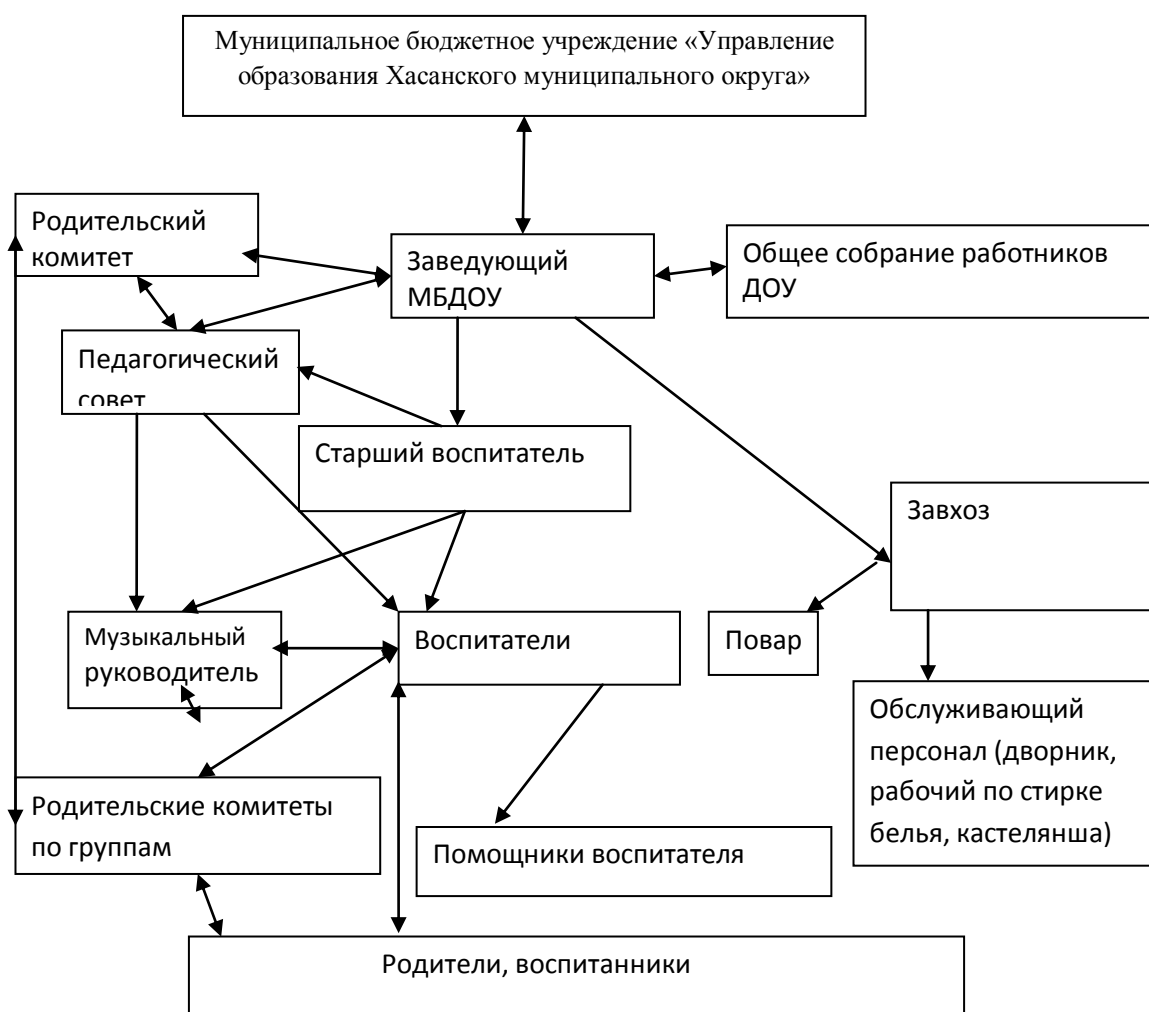 Муниципальное бюджетное учреждение «Управление
образования Хасанского муниципального округа»
Родительский
комитет
Заведующий
МБДОУ
Общее собрание работников
ДОУ
Педагогический
совет
Старший воспитатель
Завхоз
Музыкальный
руководитель
Воспитатели
Повар
Обслуживающий
персонал (дворник,
рабочий по стирке
белья, кастелянша)
Родительские комитеты
по группам
Помощники воспитателя
Родители, воспитанники